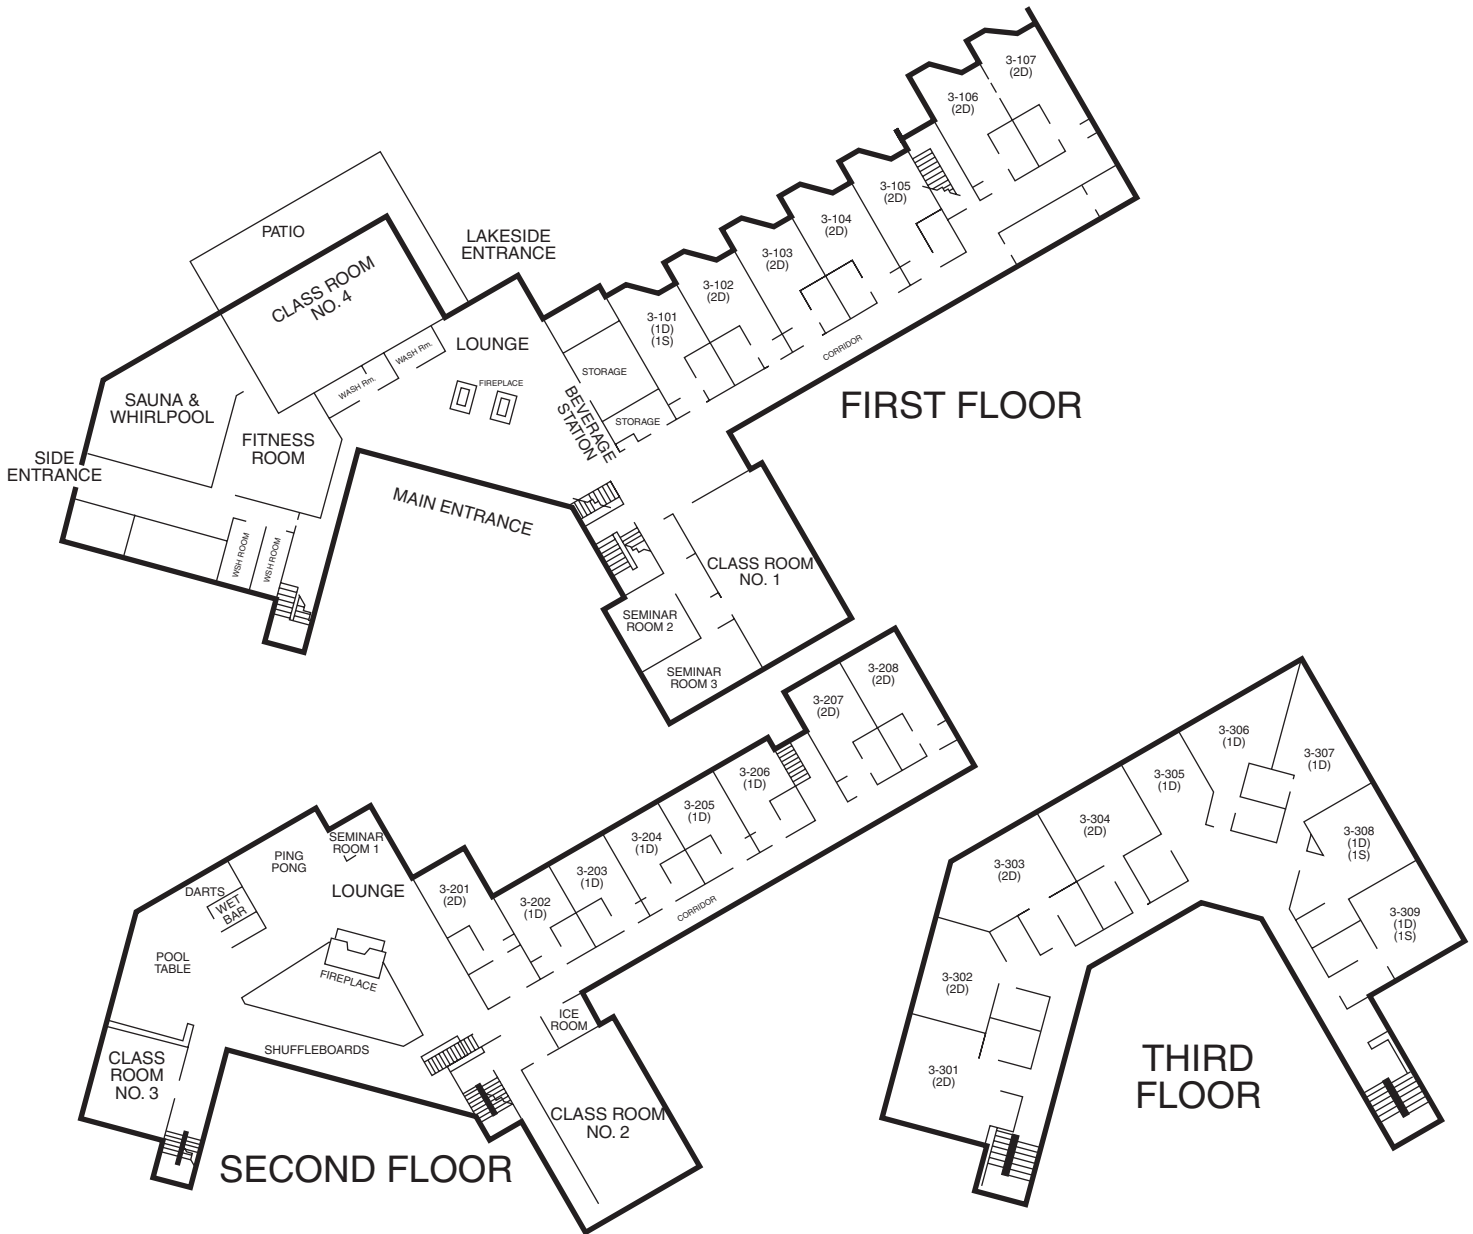 3-107
(2D)
3-106
(2D)
3-105
(2D)
3-104
(2D)
3-103
(2D)
3-102
(2D)
3-101
(1D)
(1S)
PATIO
LAKESIDE
ENTRANCE
CLASS ROOM
NO. 4
LOUNGE
WASH Rm.
WASH Rm.
FIREPLACE
STORAGE
STORAGE
BEVERAGE
STATION
CORRIDOR
FIRST FLOOR
SAUNA &
WHIRLPOOL
FITNESS
ROOM
SIDE
ENTRANCE
MAIN ENTRANCE
WSH ROOM
WSH ROOM
CLASS ROOM
NO. 1
SEMINAR
ROOM 2
SEMINAR
ROOM 3
3-208
(2D)
3-207
(2D)
3-206
(1D)
3-205
(1D)
3-204
(1D)
3-203
(1D)
3-202
(1D)
3-201
(2D)
SEMINAR
ROOM 1
PING
PONG
LOUNGE
DARTS
WET
BAR
POOL
TABLE
FIREPLACE
CORRIDOR
ICE
ROOM
SHUFFLEBOARDS
CLASS
ROOM
NO. 3
CLASS ROOM
NO. 2
SECOND FLOOR
3-306
(1D)
3-307
(1D)
3-305
(1D)
3-304
(2D)
3-308
(1D)
(1S)
3-303
(2D)
3-309
(1D)
(1S)
3-302
(2D)
3-301
(2D)
THIRD
FLOOR